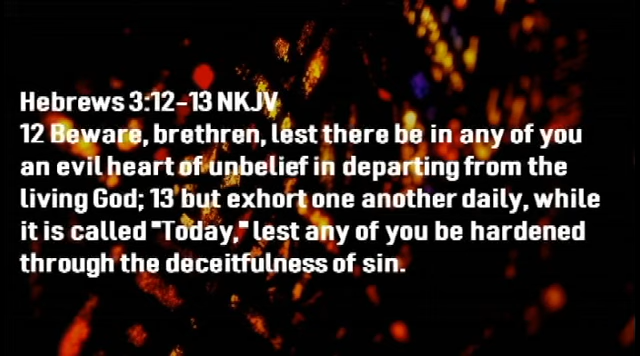 Hebrews 3:12-13 NKJV
12 Beware, brethren, lest there be in any of you
an evil heart of unbelief in departing from the
living God; 13 but exhort one another daily, while
it is called "Today," lest any of you be hardened
through the deceitfulness of sin.